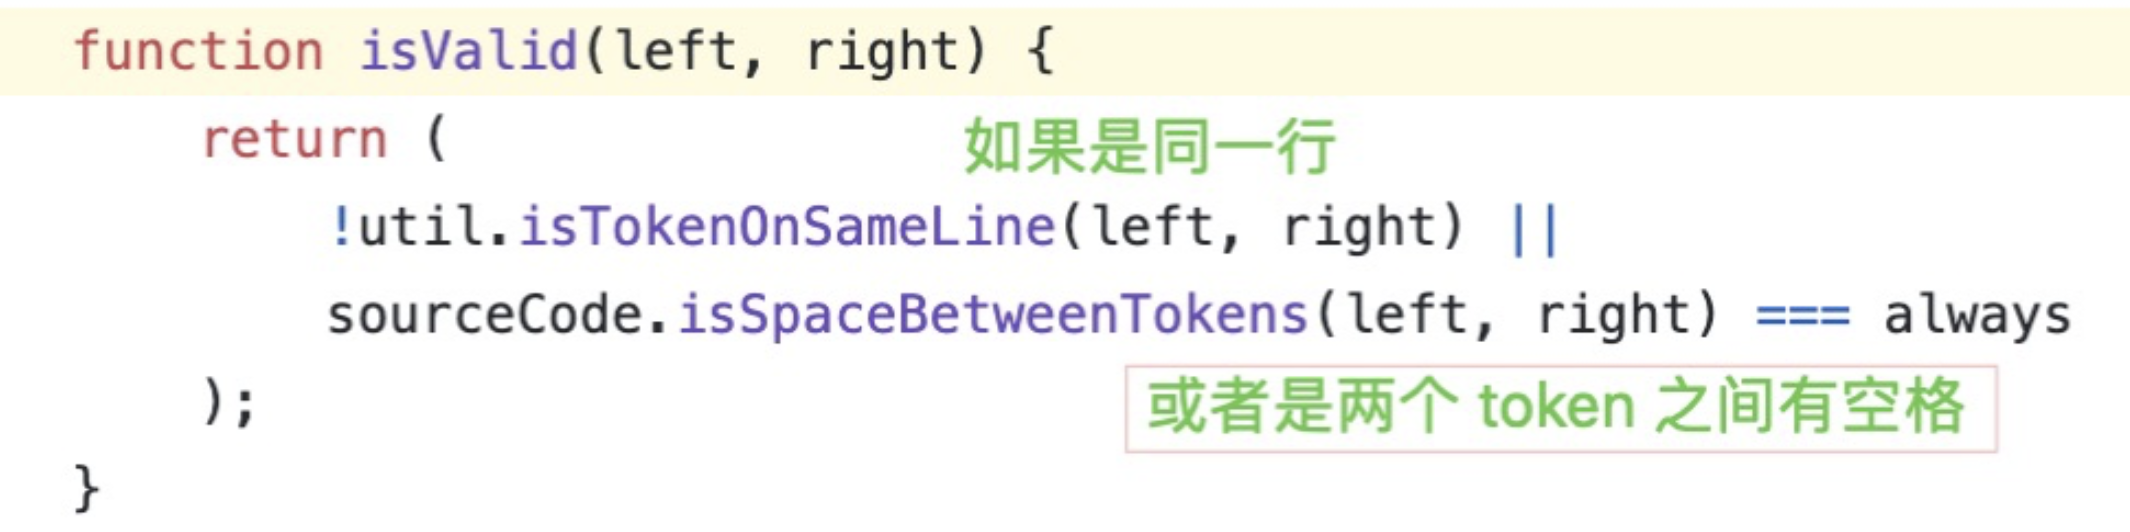 function isValid(left, right) {
return (
如果是同一行
!util.isTokenOnSameLine(left, right) ||
sourceCode.isSpaceBetweenTokens(left, right) === always
);
或者是两个 token 之间有空格
}